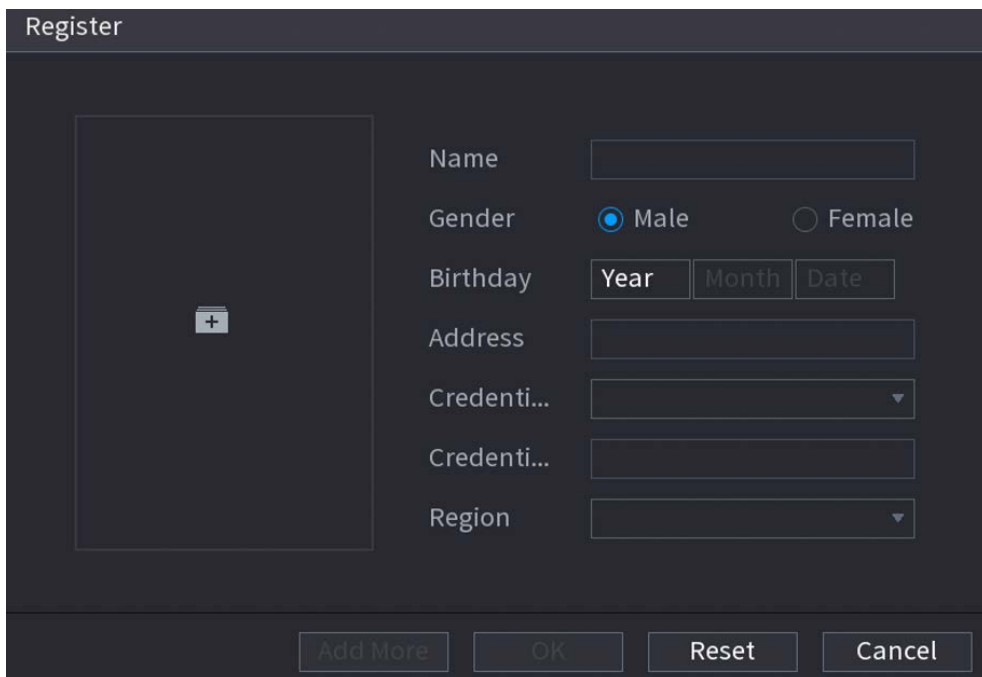 Register
Name
Gender Male Female
Birthday Year Month Date
Address
Credenti...
Credenti...
Region
Add More OK Reset Cancel